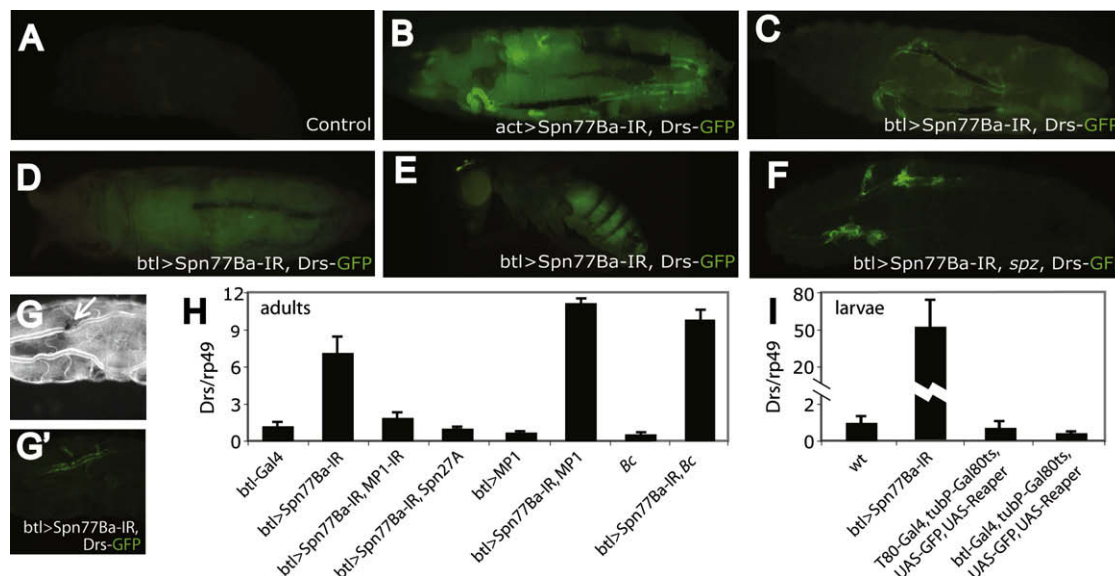 A
Control
B
act>Spn77Ba-IR, Drs-GFP
C
btl>Spn77Ba-IR, Drs-GFP
D
btl>Spn77Ba-IR, Drs-GFP
E
btl>Spn77Ba-IR, Drs-GFP
F
btl>Spn77Ba-IR, spz, Drs-GFP
G
G'
btl>Spn77Ba-IR,
Drs-GFP
H
adults
Drs/rp49
12
9
6
3
0
btl-Gal4
btl>Spn77Ba-IR
btl>Spn77Ba-IR, MP1-IR
btl>Spn77Ba-IR, Spn27A
btl>MP1
btl>Spn77Ba-IR, MP1
Bc
btl>Spn77Ba-IR, Bc
I
larvae
Drs/rp49
80
50
20
2
0
wt
btl>Spn77Ba-IR
T80-Gal4, tubP-Gal80ts,
UAS-GFP, UAS-Reaper
btl-Gal4, tubP-Gal80ts,
UAS-GFP, UAS-Reaper